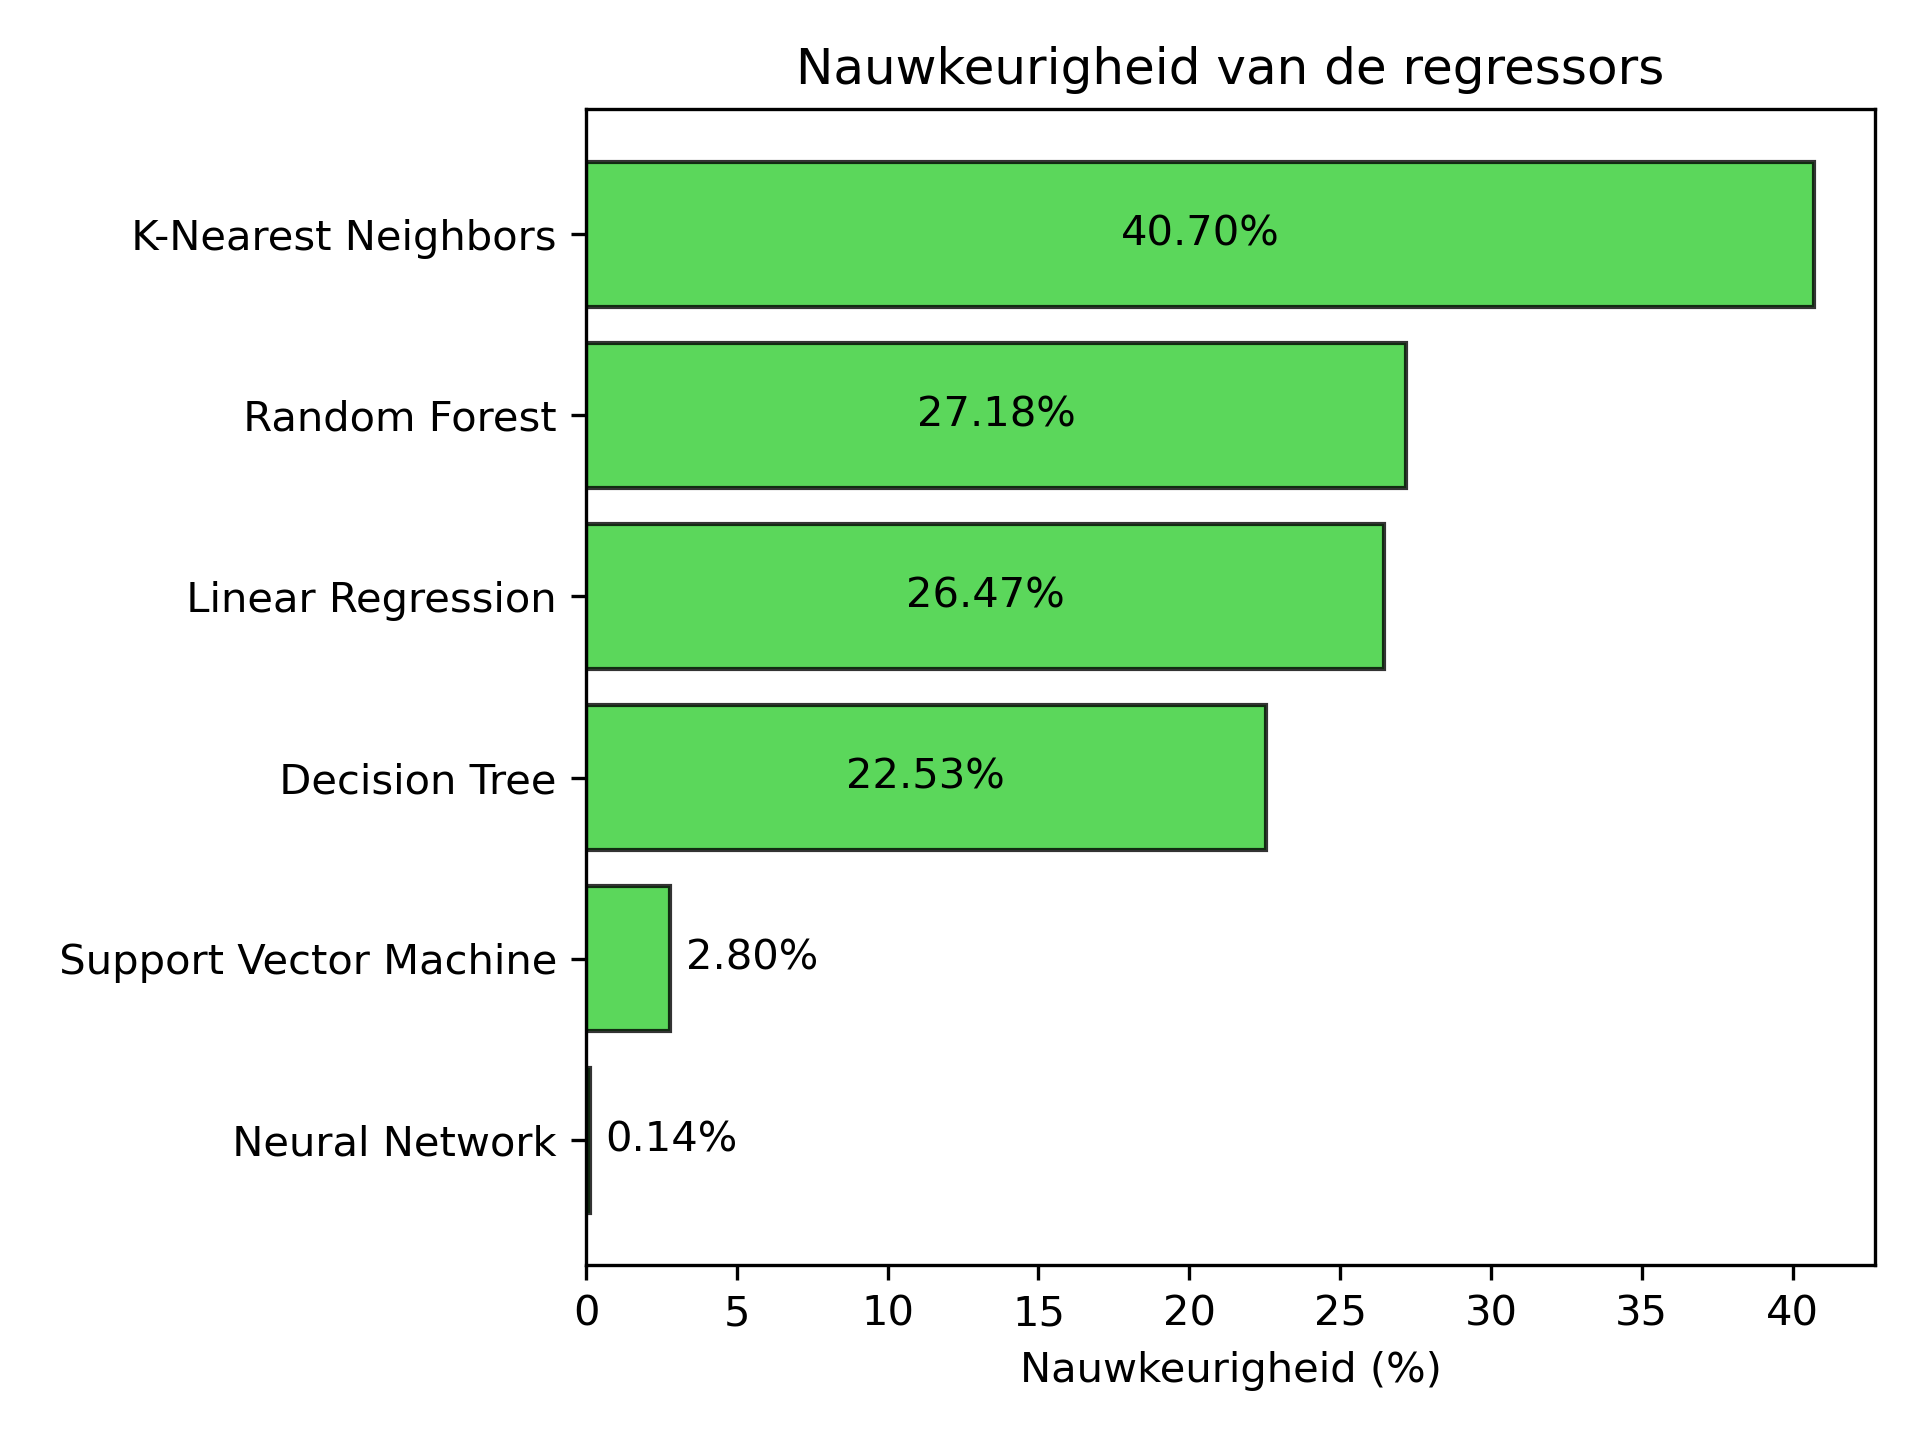 Nauwkeurigheid van de regressors
K-Nearest Neighbors
40.70%
Random Forest
27.18%
Linear Regression
26.47%
Decision Tree
22.53%
Support Vector Machine
2.80%
Neural Network
0.14%
0 5 10 15 20 25 30 35 40
Nauwkeurigheid (%)